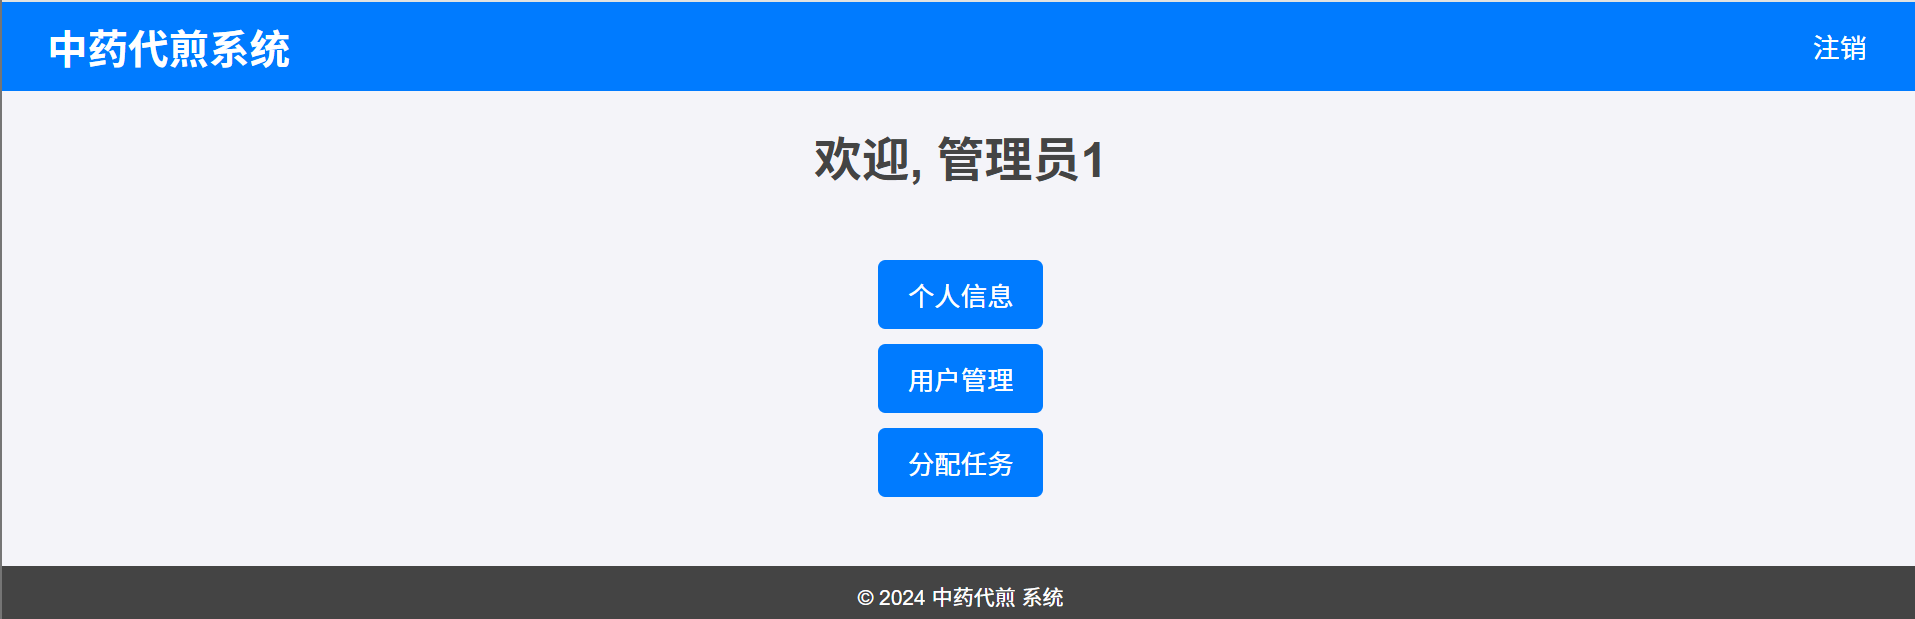 中药代煎系统
注销
欢迎, 管理员1
个人信息
用户管理
分配任务
© 2024 中药代煎 系统